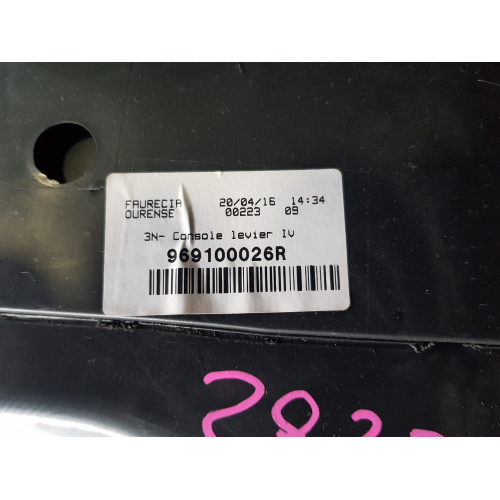 FAURECIA 20/04/16 14:34
OURENSE 00223 09
3N- Console levier IV
969100026R